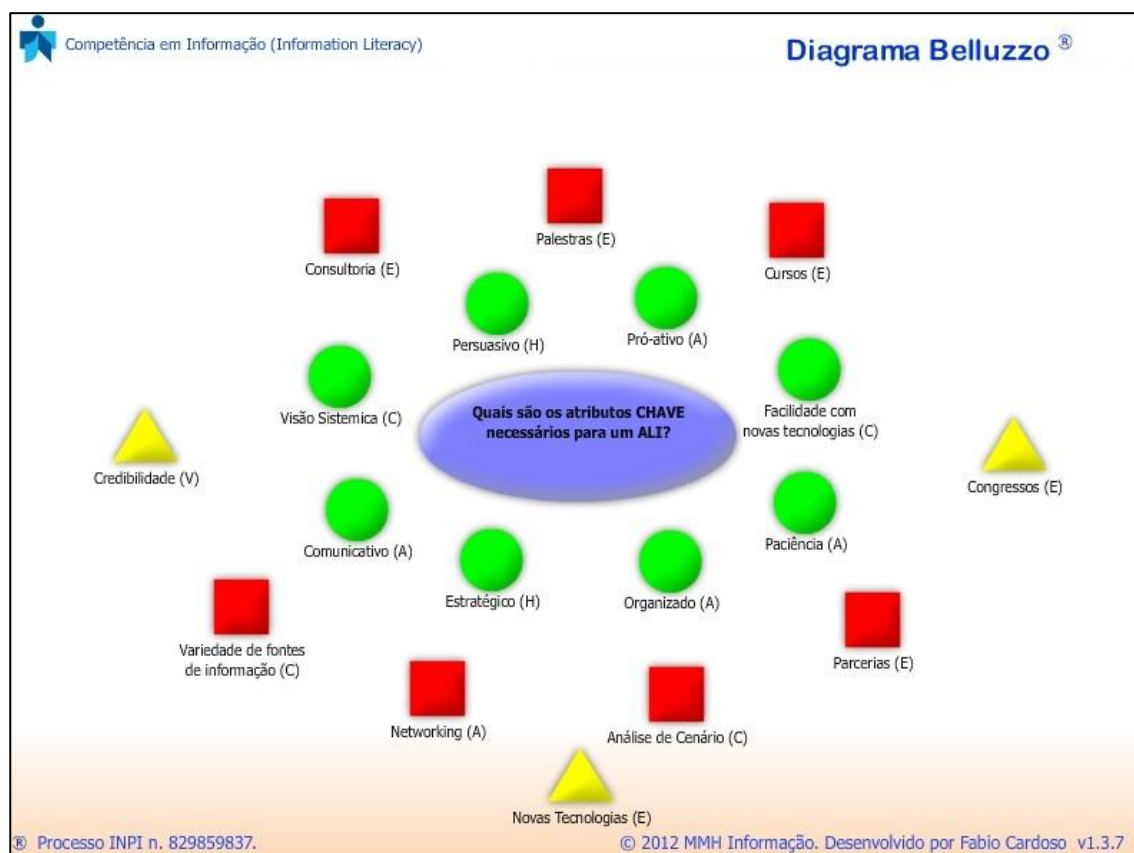 Competência em Informação (Information Literacy)
Diagrama Belluzzo ®
Palestras (E)
Consultoria (E)
Cursos (E)
Persuasivo (H)
Pró-ativo (A)
Visão Sistemica (C)
Quais são os atributos CHAVE
necessários para um ALI?
Facilidade com
novas tecnologias (C)
Credibilidade (V)
Congressos (E)
Comunicativo (A)
Paciência (A)
Estratégico (H)
Organizado (A)
Variedade de fontes
de informação (C)
Parcerias (E)
Networking (A)
Análise de Cenário (C)
Novas Tecnologias (E)
® Processo INPI n. 829859837.
© 2012 MMH Informação. Desenvolvido por Fabio Cardoso v1.3.7